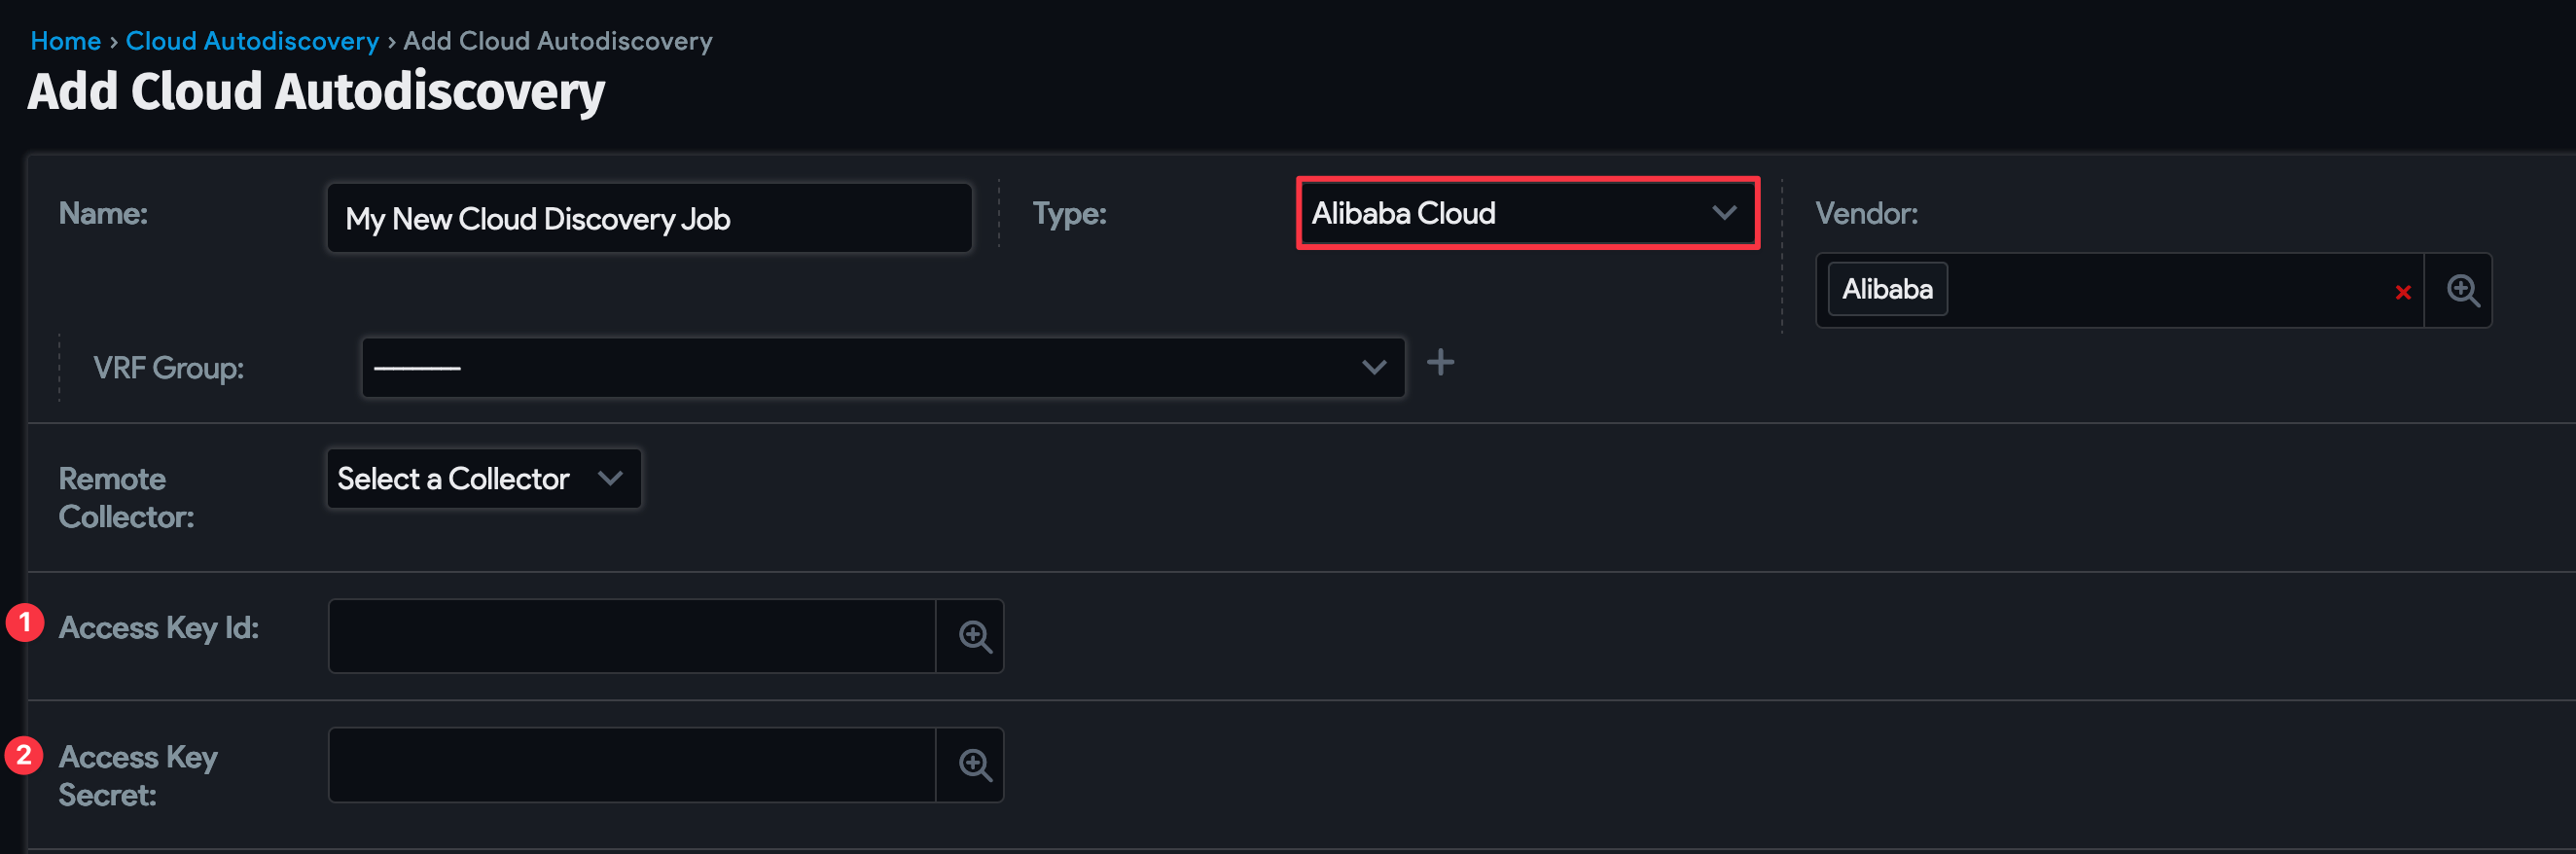 Home › Cloud Autodiscovery › Add Cloud Autodiscovery
Add Cloud Autodiscovery
Name: My New Cloud Discovery Job Type: Alibaba Cloud Vendor:
Alibaba ×
VRF Group: --------- +
Remote Collector: Select a Collector
1 Access Key Id:
2 Access Key
Secret: